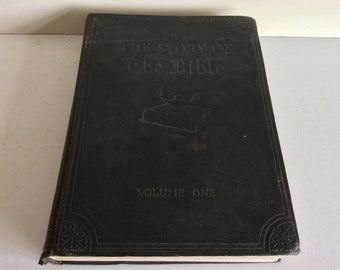 THE STORY OF
The Bible
VOLUME ONE